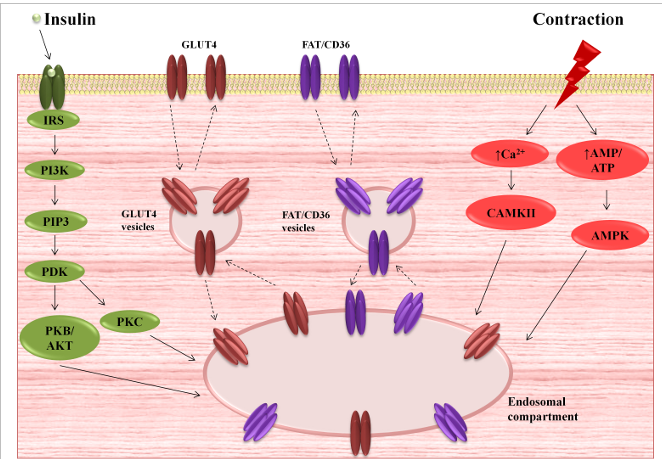 Insulin
GLUT4
FAT/CD36
Contraction
IRS
PI3K
PIP3
PDK
PKB/
AKT
PKC
GLUT4
vesicles
FAT/CD36
vesicles
↑Ca²⁺
↑AMP/
ATP
CAMKII
AMPK
Endosomal
compartment